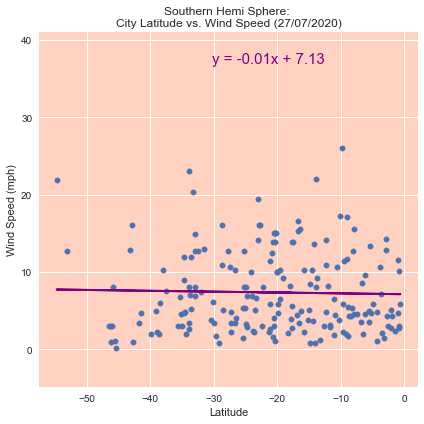 Southern Hemi Sphere:
City Latitude vs. Wind Speed (27/07/2020)
y = -0.01x + 7.13
Wind Speed (mph)
40
30
20
10
0
−50 −40 −30 −20 −10 0
Latitude